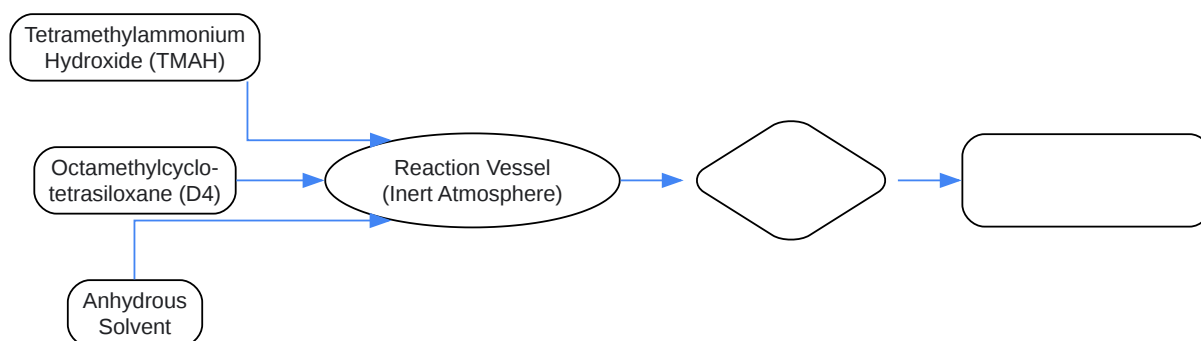 Tetramethylammonium
Hydroxide (TMAH)
Octamethylcyclo-
tetrasiloxane (D4)
Anhydrous
Solvent
Reaction Vessel
(Inert Atmosphere)